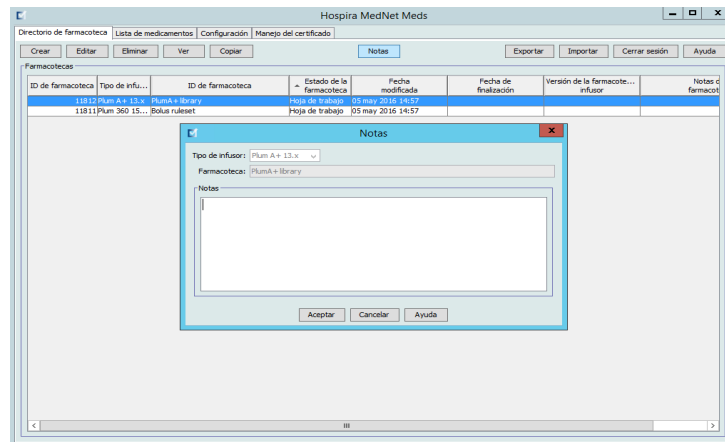 Hospira MedNet Meds
Directorio de farmacoteca Lista de medicamentos Configuración Manejo del certificado
Crear Editar Eliminar Ver Copiar Notas Exportar Importar Cerrar sesión Ayuda
Farmacotecas
ID de farmacoteca Tipo de infu... ID de farmacoteca Estado de la farmacoteca Fecha modificada Fecha de finalización Versión de la farmacote... infusor Notas d farmacot
11812 Plum A+ 13.x PlumA+library Hoja de trabajo 05 may 2016 14:57
11811 Plum 360 15... Bolus ruleset Hoja de trabajo 05 may 2016 14:57
Notas
Tipo de infusor: Plum A+ 13.x
Farmacoteca: PlumA+library
Notas
Aceptar Cancelar Ayuda